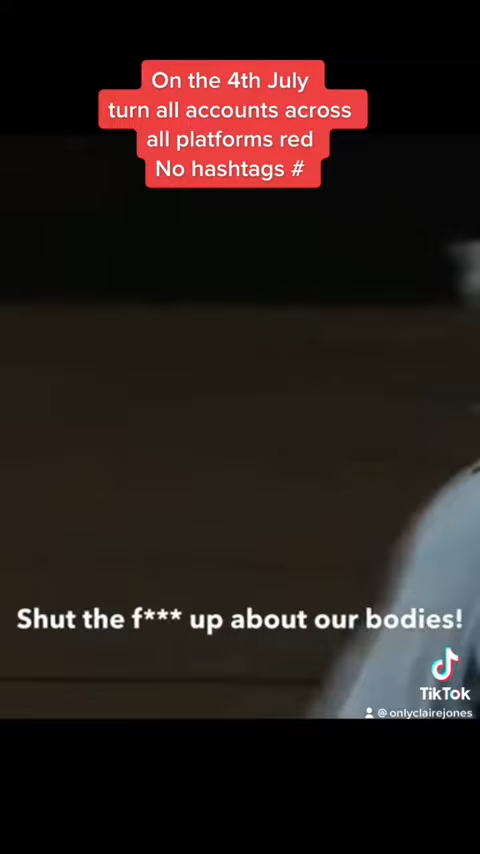 On the 4th July
turn all accounts across
all platforms red
No hashtags #
Shut the f*** up about our bodies!
TikTok
@ onlyclairejones